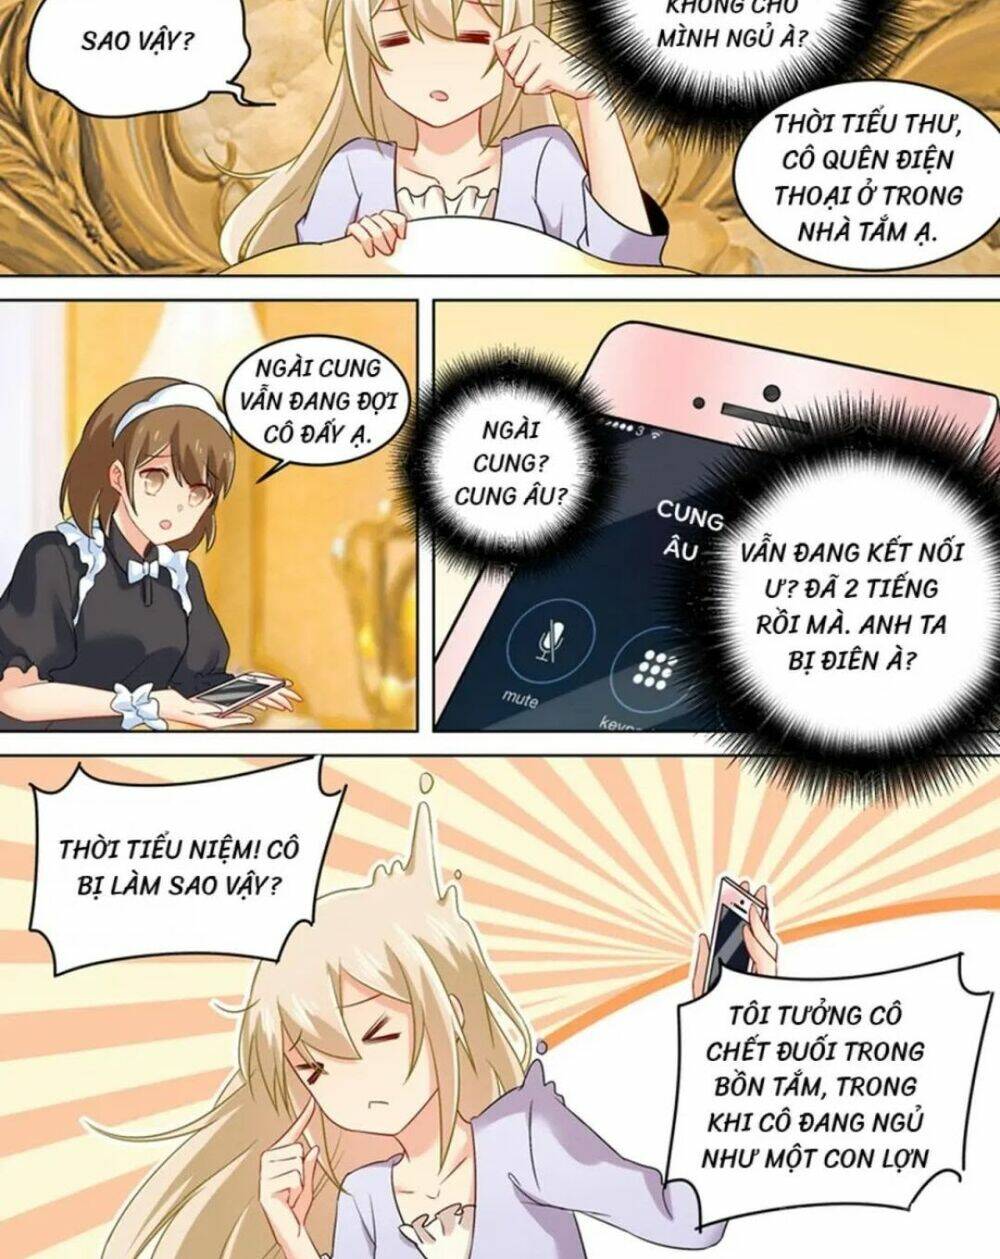 SAO VẬY?
KHÔNG CHO
MÌNH NGỦ À?
THỜI TIỂU THƯ,
CÔ QUÊN ĐIỆN
THOẠI Ở TRONG
NHÀ TẮM Ạ.
NGÀI CUNG
VẪN ĐANG ĐỢI
CÔ ĐẤY Ạ.
NGÀI
CUNG?
CUNG ÂU?
3
CUNG
ÂU
mute
VẪN ĐANG KẾT NỐI
Ư? ĐÃ 2 TIẾNG
RỒI MÀ. ANH TA
BỊ ĐIÊN À?
THỜI TIỂU NIỆM! CÔ
BỊ LÀM SAO VẬY?
TÔI TƯỞNG CÔ
CHẾT ĐUỐI TRONG
BỒN TẮM, TRONG
KHI CÔ ĐANG NGỦ
NHƯ MỘT CON LỢN